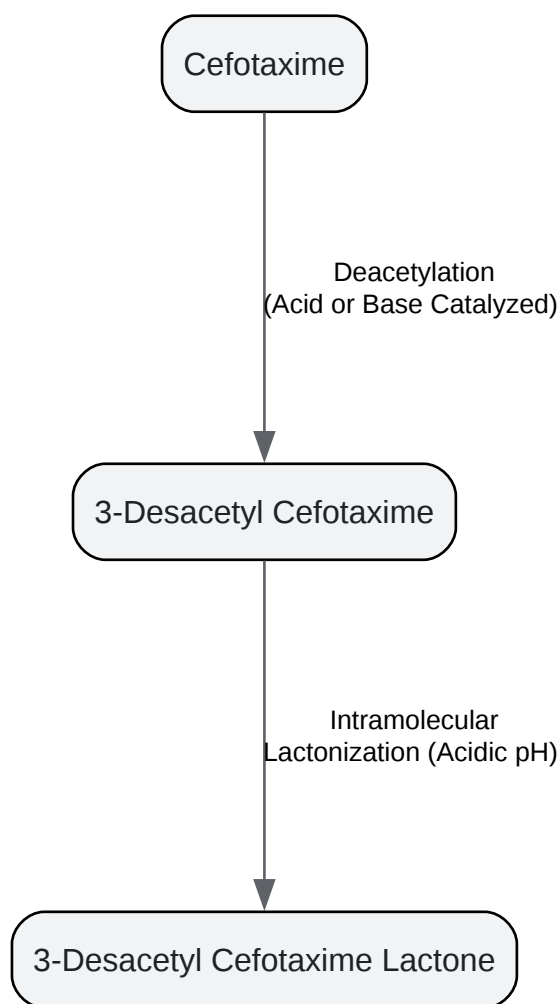 Cefotaxime
Deacetylation
(Acid or Base Catalyzed)
3-Desacetyl Cefotaxime
Intramolecular
Lactonization (Acidic pH)
3-Desacetyl Cefotaxime Lactone